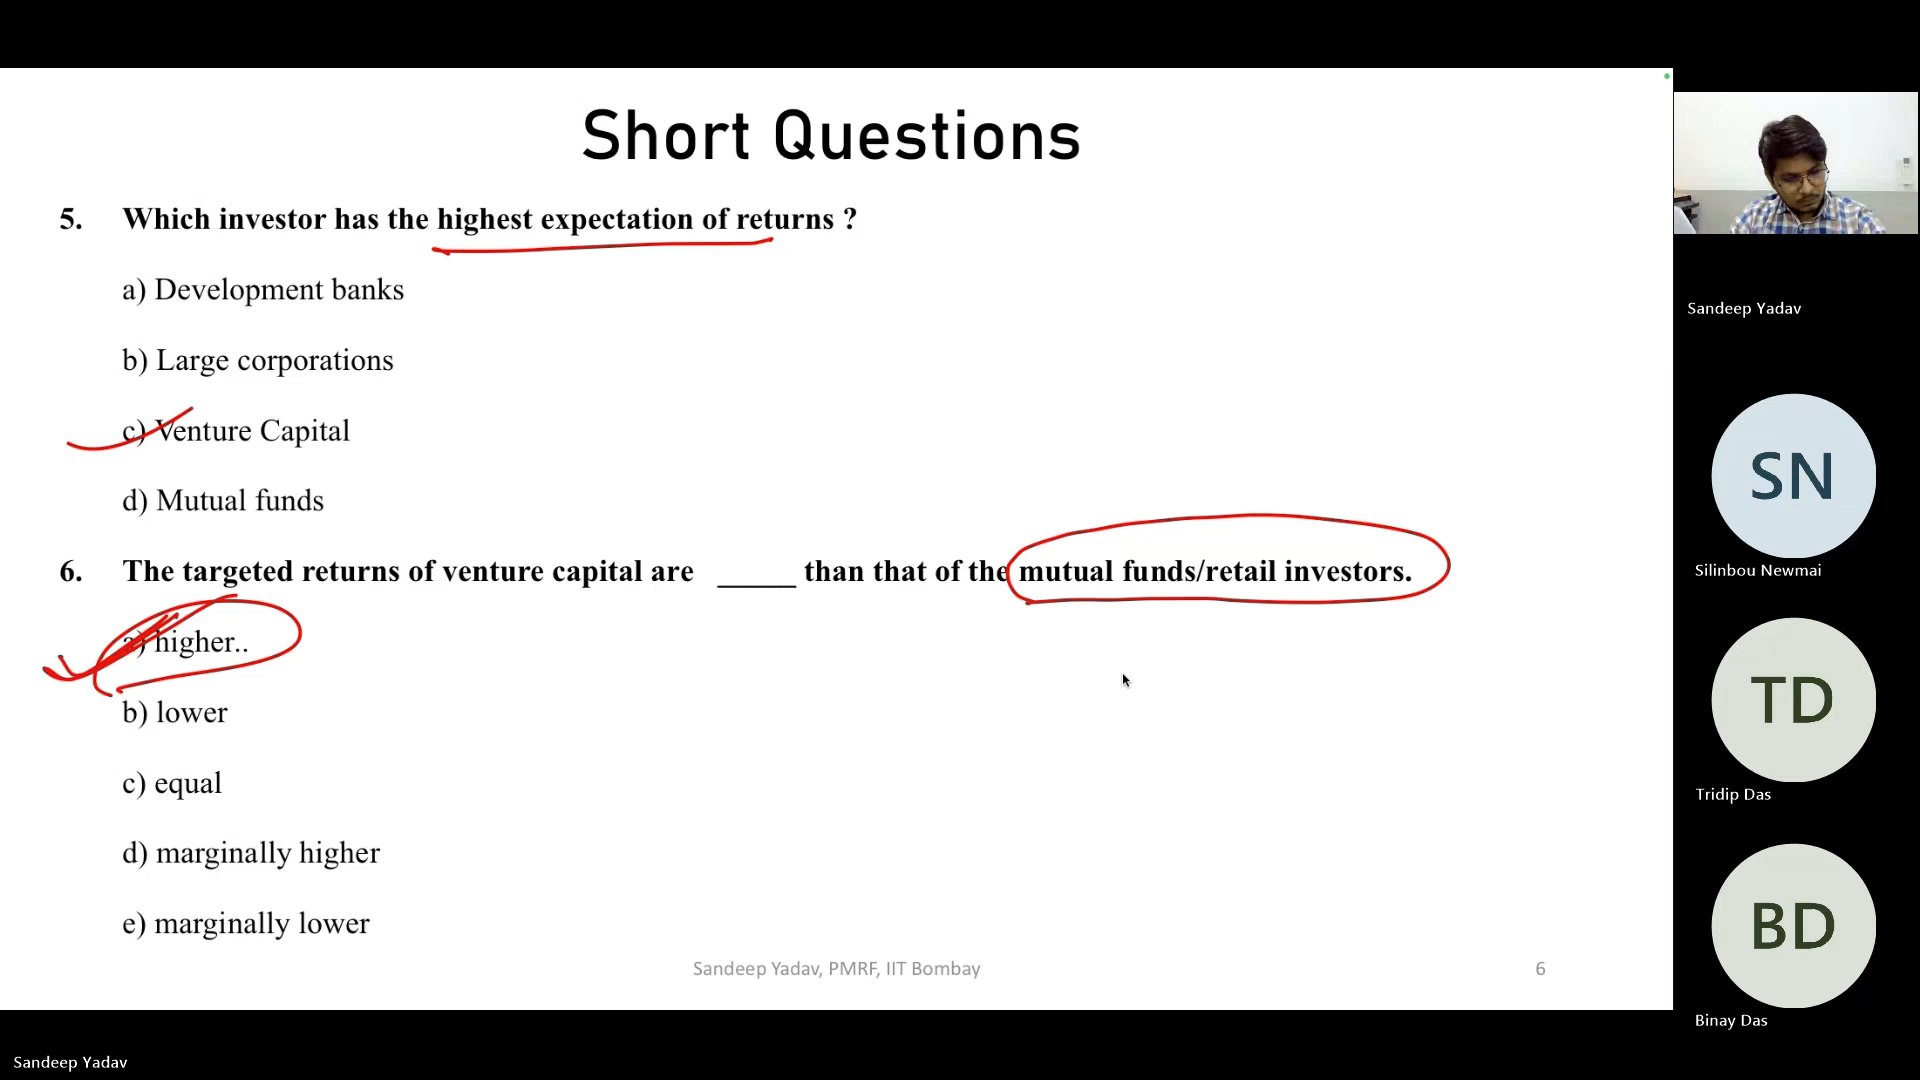 Short Questions
5. Which investor has the highest expectation of returns ?
a) Development banks
b) Large corporations
c) Venture Capital
d) Mutual funds
6. The targeted returns of venture capital are _____ than that of the mutual funds/retail investors.
a) higher..
b) lower
c) equal
d) marginally higher
e) marginally lower
Sandeep Yadav, PMRF, IIT Bombay
6
Sandeep Yadav
SN
Silinbou Newmai
TD
Tridip Das
BD
Binay Das
Sandeep Yadav